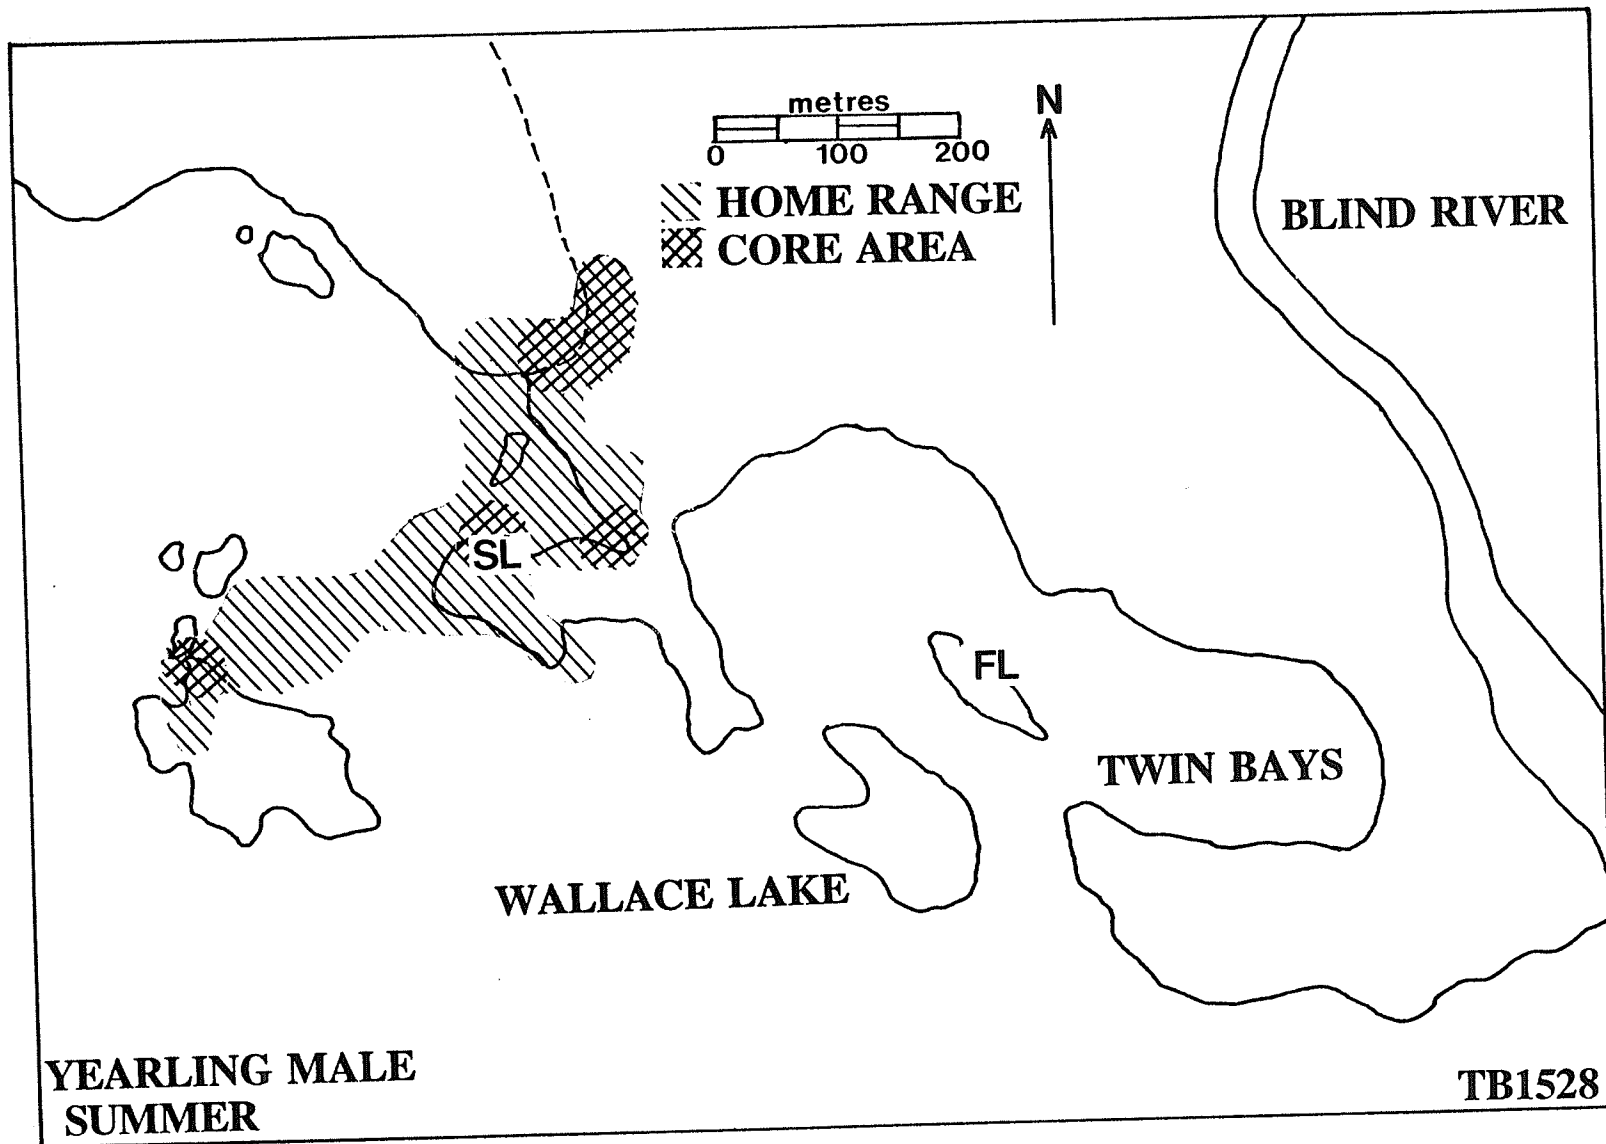 metres
0 100 200
N
HOME RANGE
CORE AREA
BLIND RIVER
SL
FL
TWIN BAYS
WALLACE LAKE
YEARLING MALE
SUMMER
TB1528